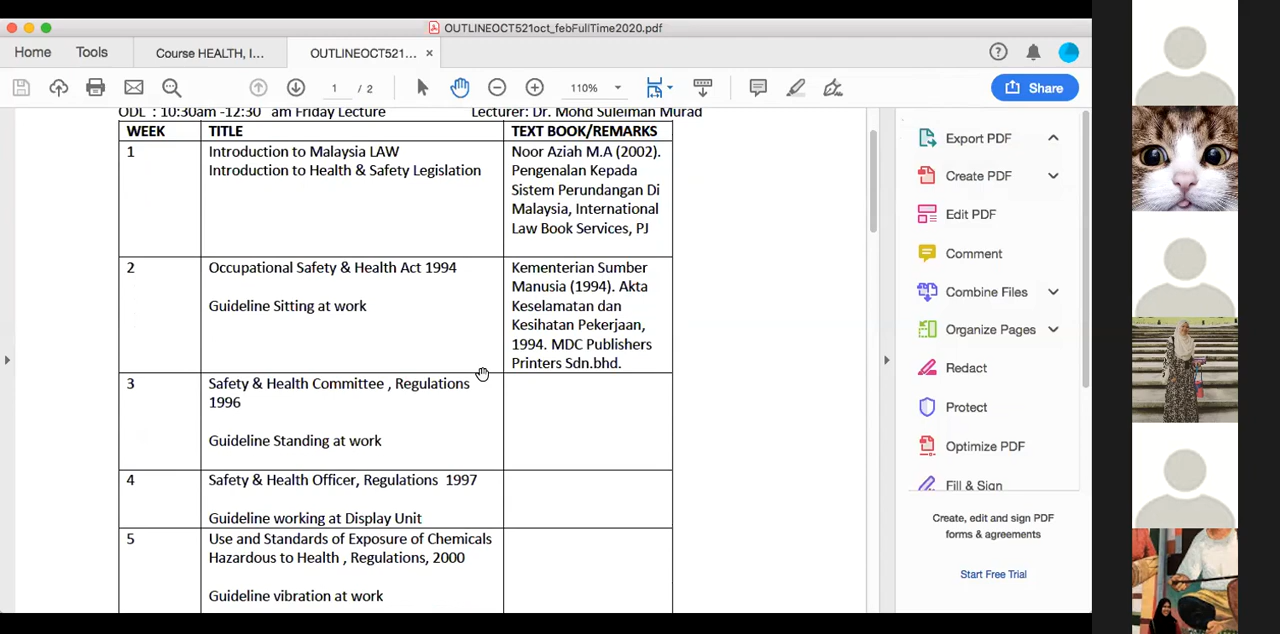 OUTLINEOCT521oct_febFullTime2020.pdf
Home
Tools
Course HEALTH, I...
OUTLINEOCT521...
×
1 / 2
110%
Share
ODL : 10:30am -12:30 am Friday Lecture
Lecturer: Dr. Mohd Suleiman Murad
WEEK
TITLE
TEXT BOOK/REMARKS
1
Introduction to Malaysia LAW
Introduction to Health & Safety Legislation
Noor Aziah M.A (2002).
Pengenalan Kepada
Sistem Perundangan Di
Malaysia, International
Law Book Services, PJ
2
Occupational Safety & Health Act 1994
Guideline Sitting at work
Kementerian Sumber
Manusia (1994). Akta
Keselamatan dan
Kesihatan Pekerjaan,
1994. MDC Publishers
Printers Sdn.bhd.
3
Safety & Health Committee , Regulations
1996
Guideline Standing at work
4
Safety & Health Officer, Regulations 1997
Guideline working at Display Unit
5
Use and Standards of Exposure of Chemicals
Hazardous to Health , Regulations, 2000
Guideline vibration at work
Export PDF
Create PDF
Edit PDF
Comment
Combine Files
Organize Pages
Redact
Protect
Optimize PDF
Fill & Sign
Create, edit and sign PDF
forms & agreements
Start Free Trial